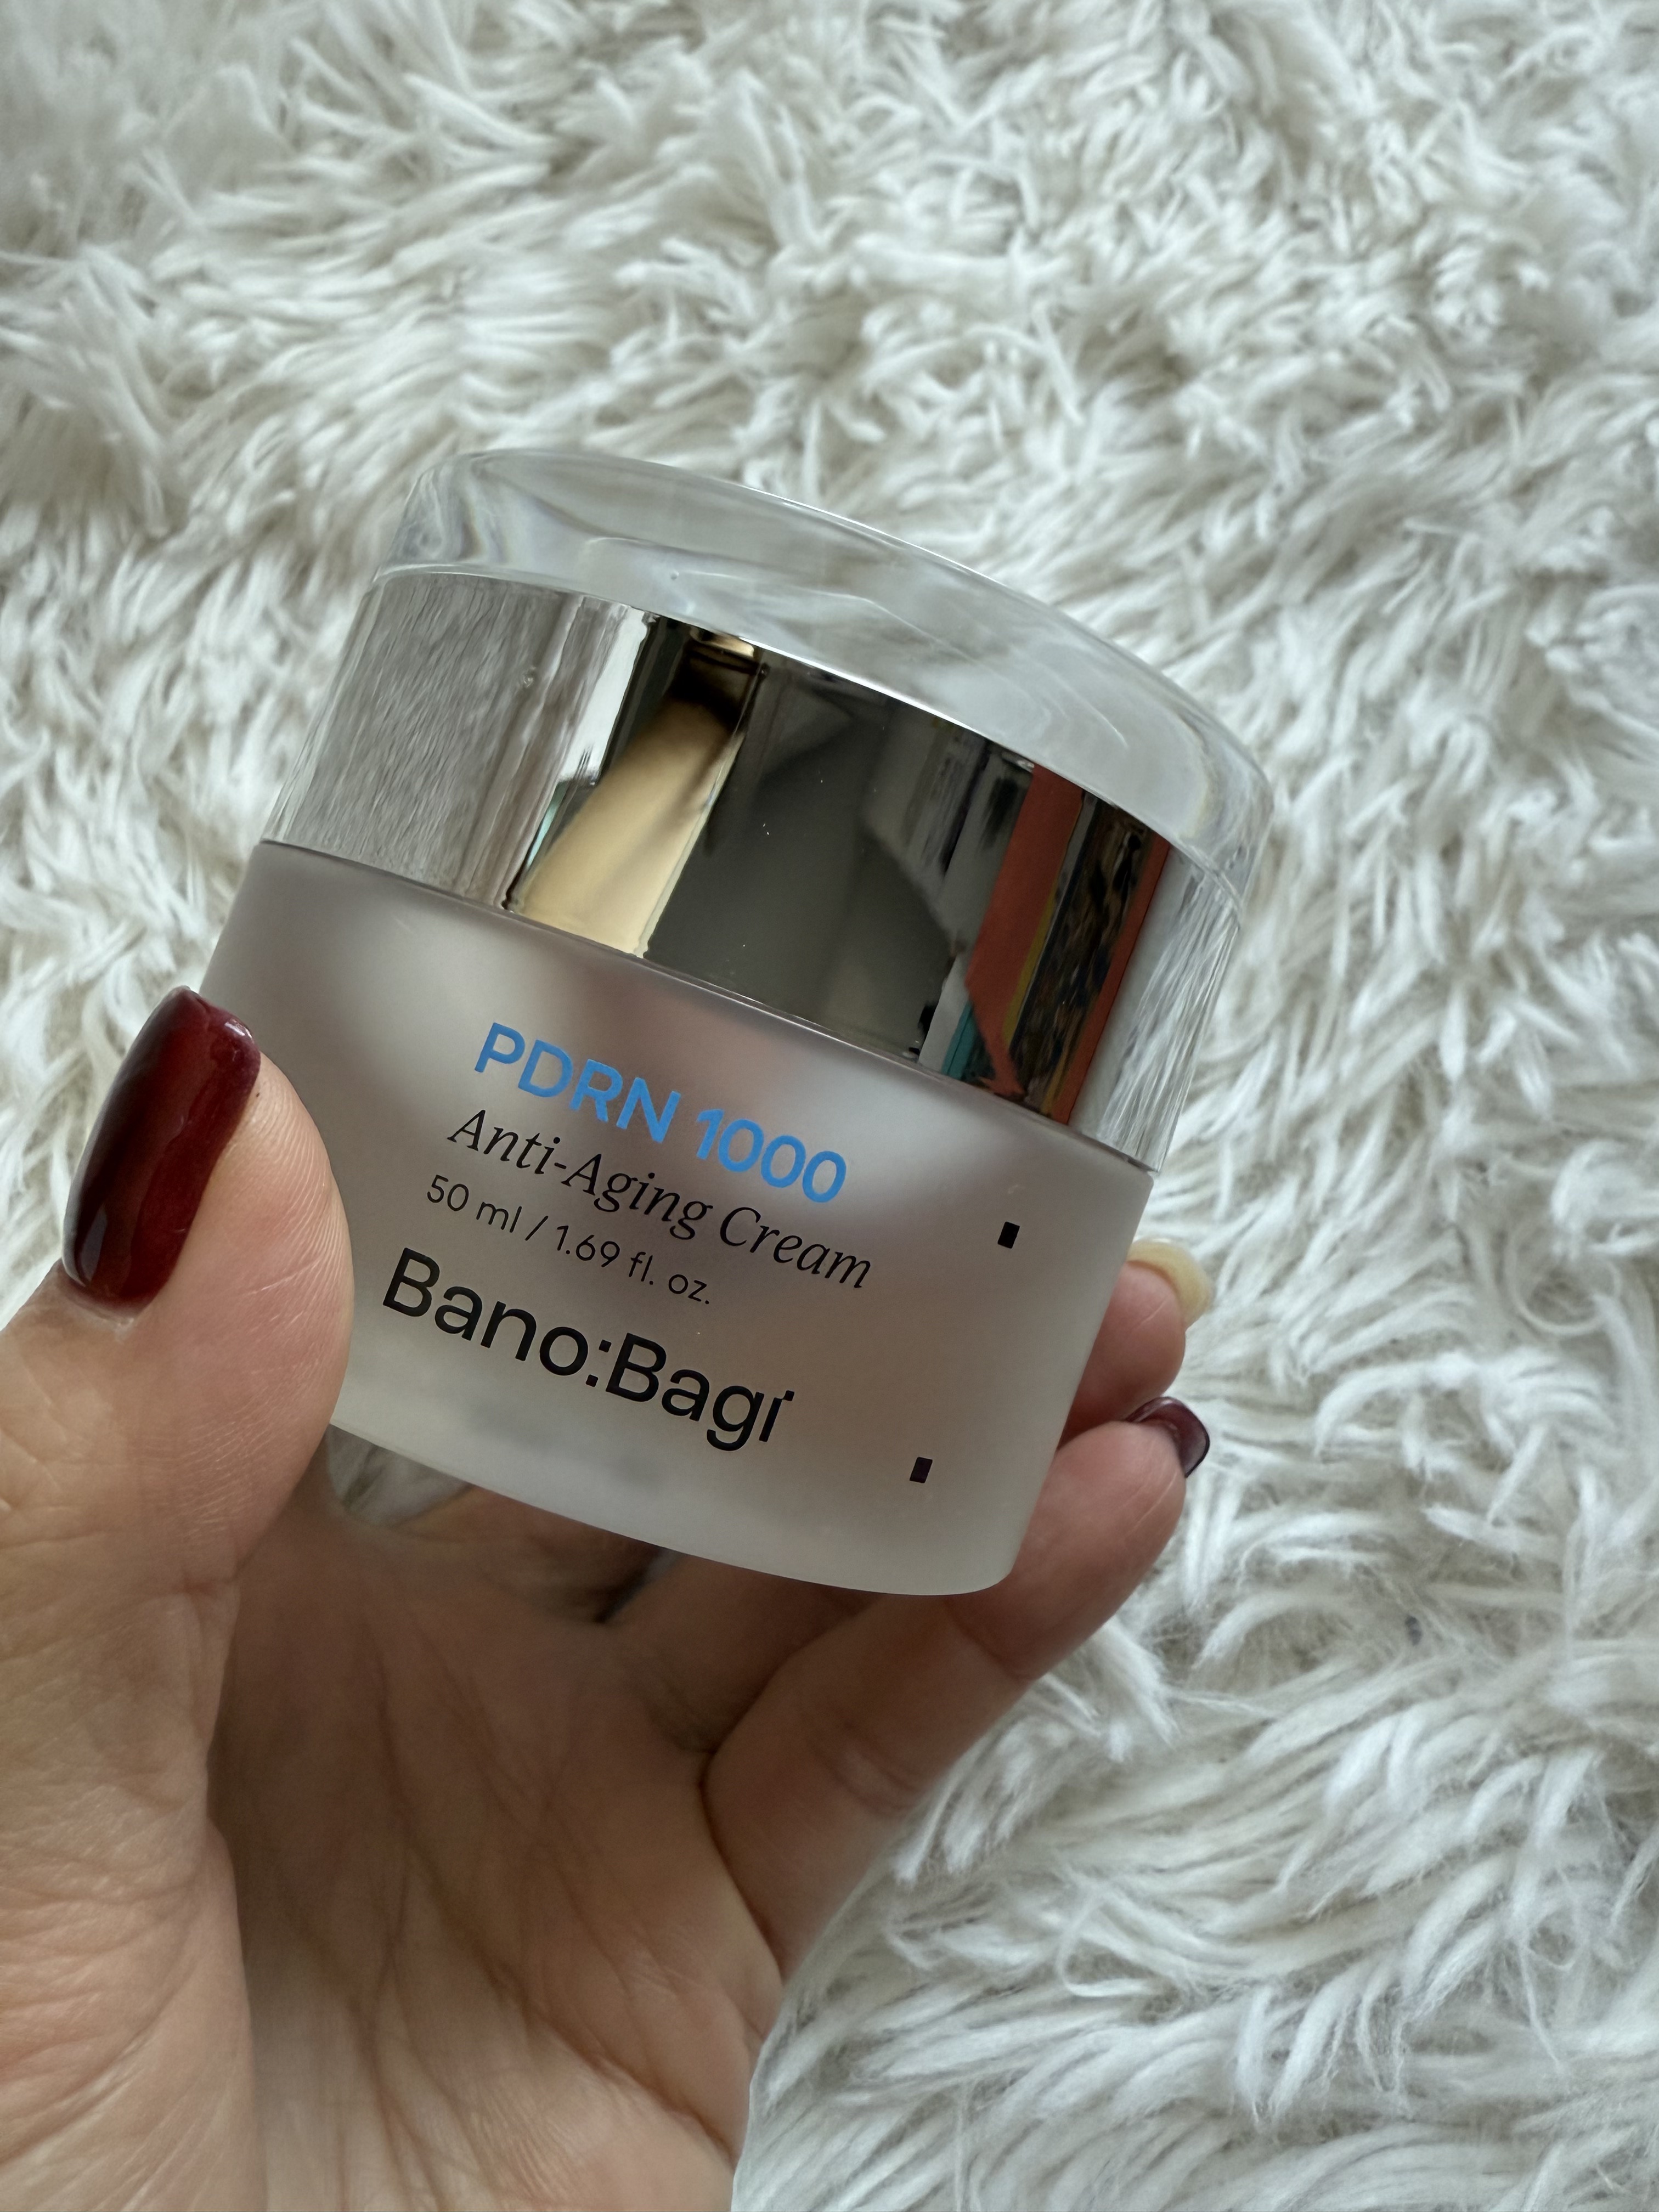 PDRN 1000
Anti-Aging Cream
50 ml / 1.69 fl. oz.
Bano:Bagi